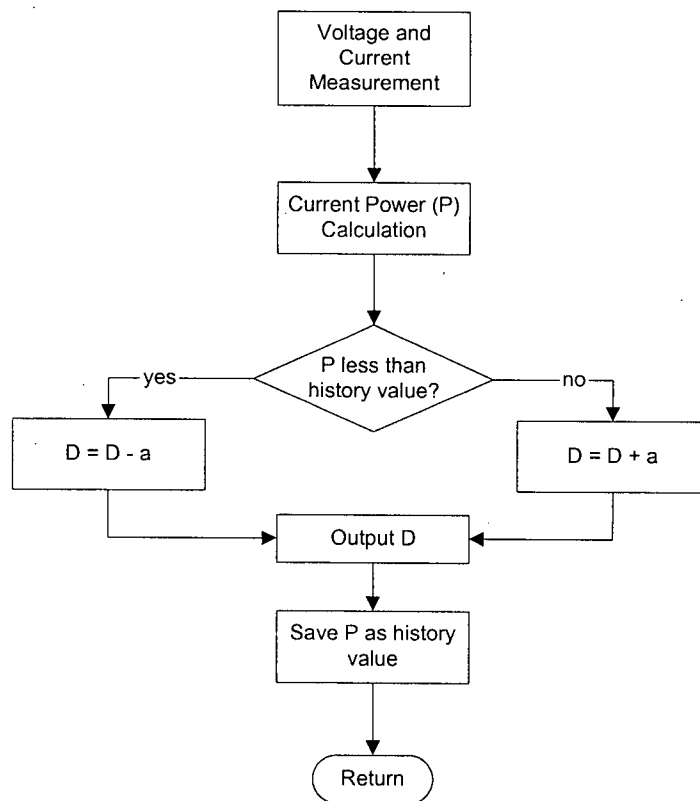 Voltage and
Current
Measurement
Current Power (P)
Calculation
P less than
history value?
yes
no
D = D - a
D = D + a
Output D
Save P as history
value
Return